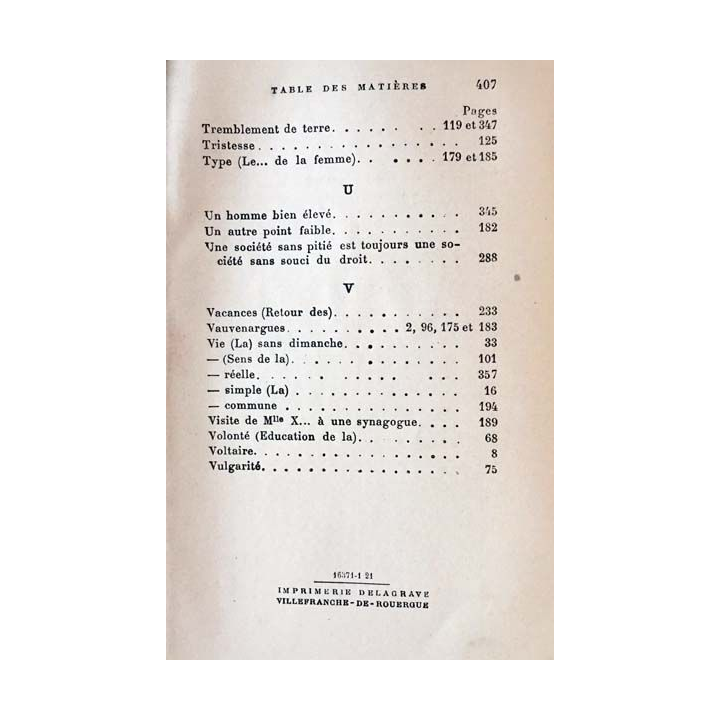 TABLE DES MATIÈRES 407
Pages
Tremblement de terre. . . . . . . . 119 et 347
Tristesse . . . . . . . . . . . . . . . . . 125
Type (Le... de la femme). . . . . . . 179 et 185
U
Un homme bien élevé. . . . . . . . . . . 345
Un autre point faible. . . . . . . . . . . 182
Une société sans pitié est toujours une so-
ciété sans souci du droit. . . . . . . . 288
V
Vacances (Retour des). . . . . . . . . . . 233
Vauvenargues . . . . . . . . . . 2, 96, 175 et 183
Vie (La) sans dimanche. . . . . . . . . . 33
— (Sens de la). . . . . . . . . . . . . 101
— réelle. . . . . . . . . . . . 357
— simple (La) . . . . . . . . . . . . . 16
— commune . . . . . . . . . . . . . . 194
Visite de Mlle X... à une synagogue. . . . 189
Volonté (Education de la). . . . . . . . . 68
Voltaire. . . . . . . . . . . . . . . . . 8
Vulgarité. . . . . . . . . . . . . . . . . 75
16371-1 21
IMPRIMERIE DELAGRAVE
VILLEFRANCHE-DE-ROUERGUE